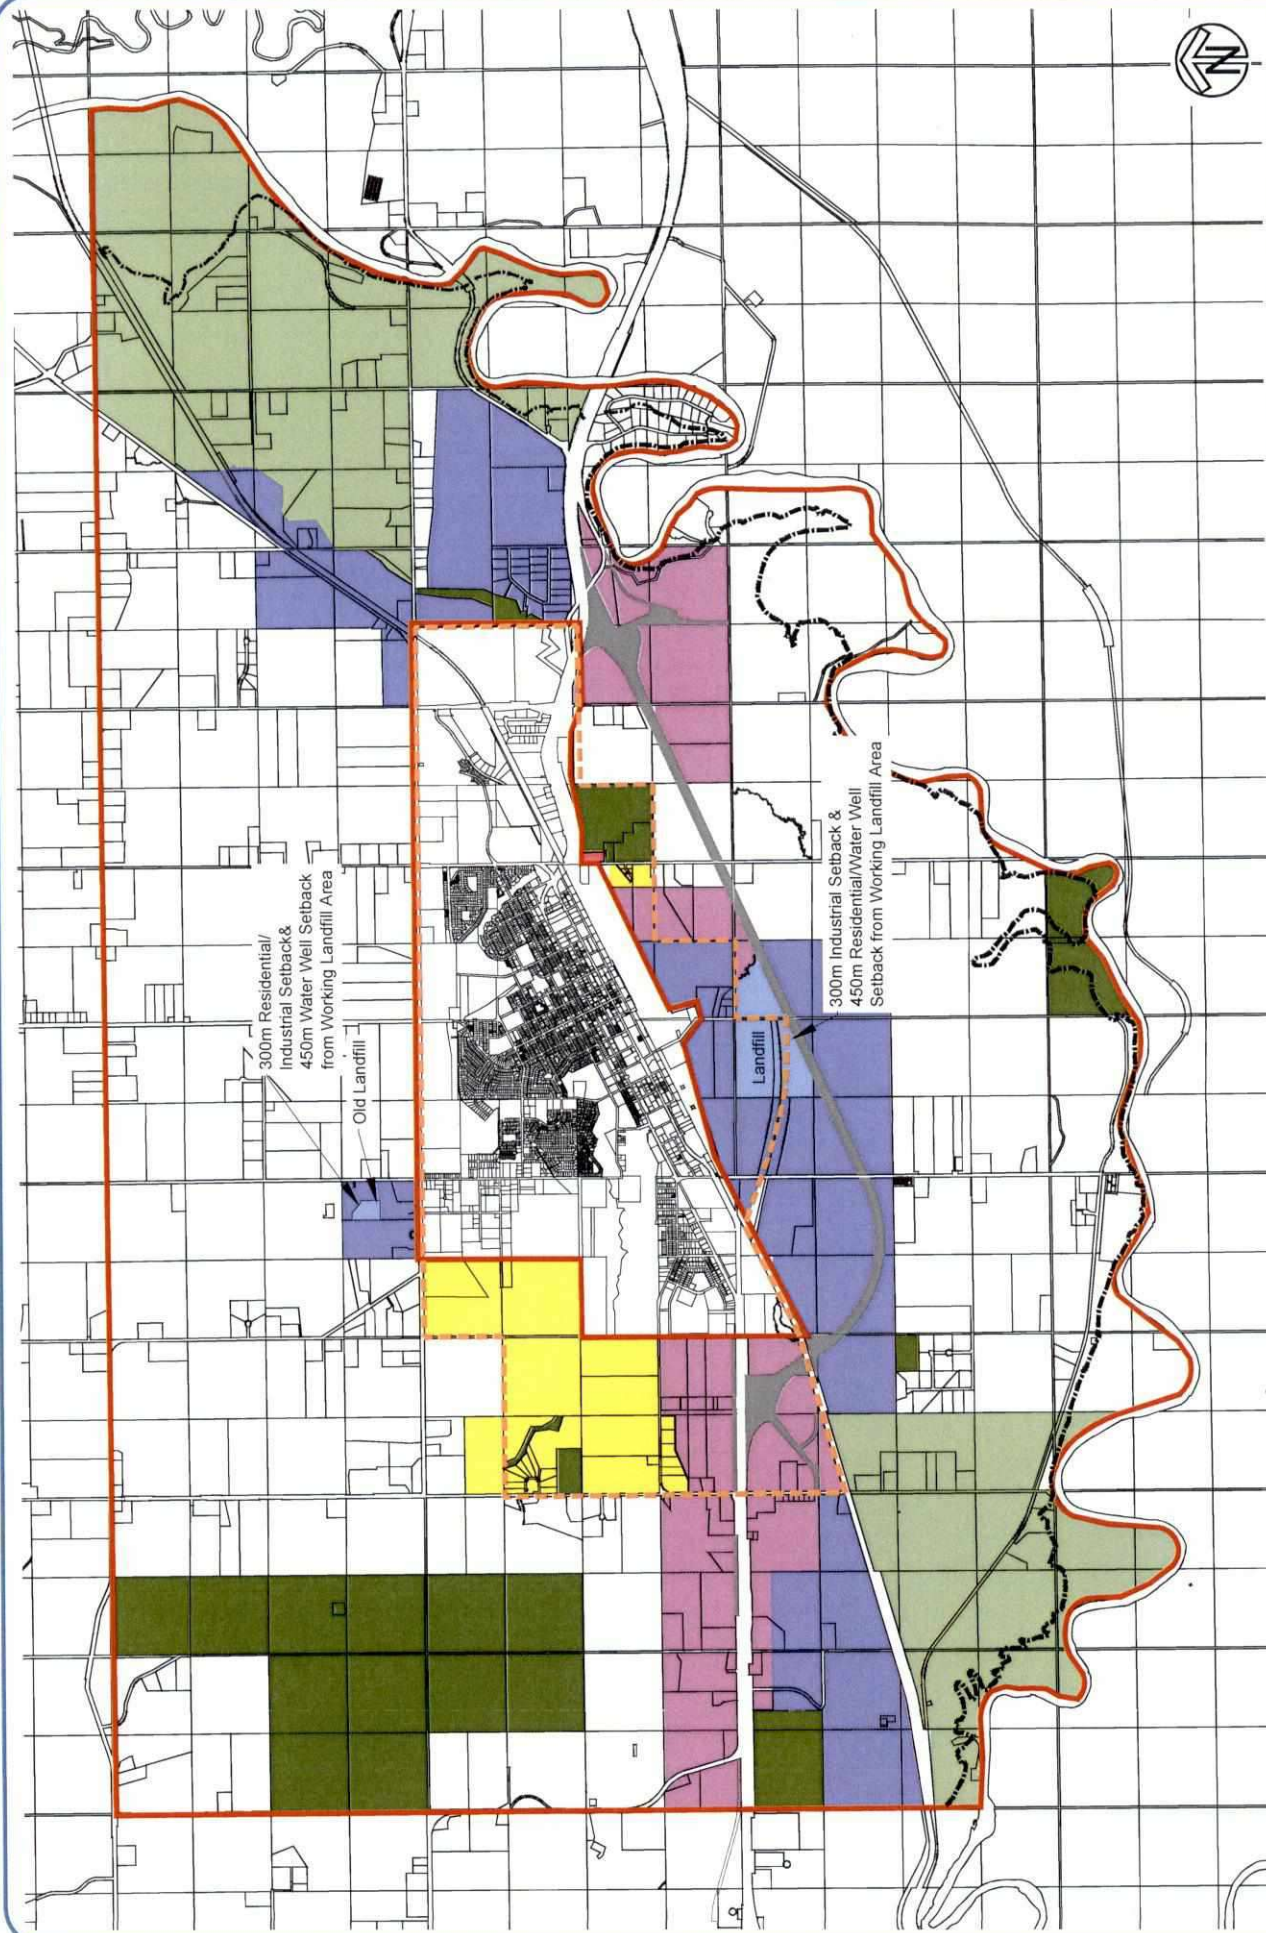 N
300m Residential/
Industrial Setback&
450m Water Well Setback
from Working Landfill Area
Old Landfill
Landfill
300m Industrial Setback &
450m Residential/Water Well
Setback from Working Landfill Area